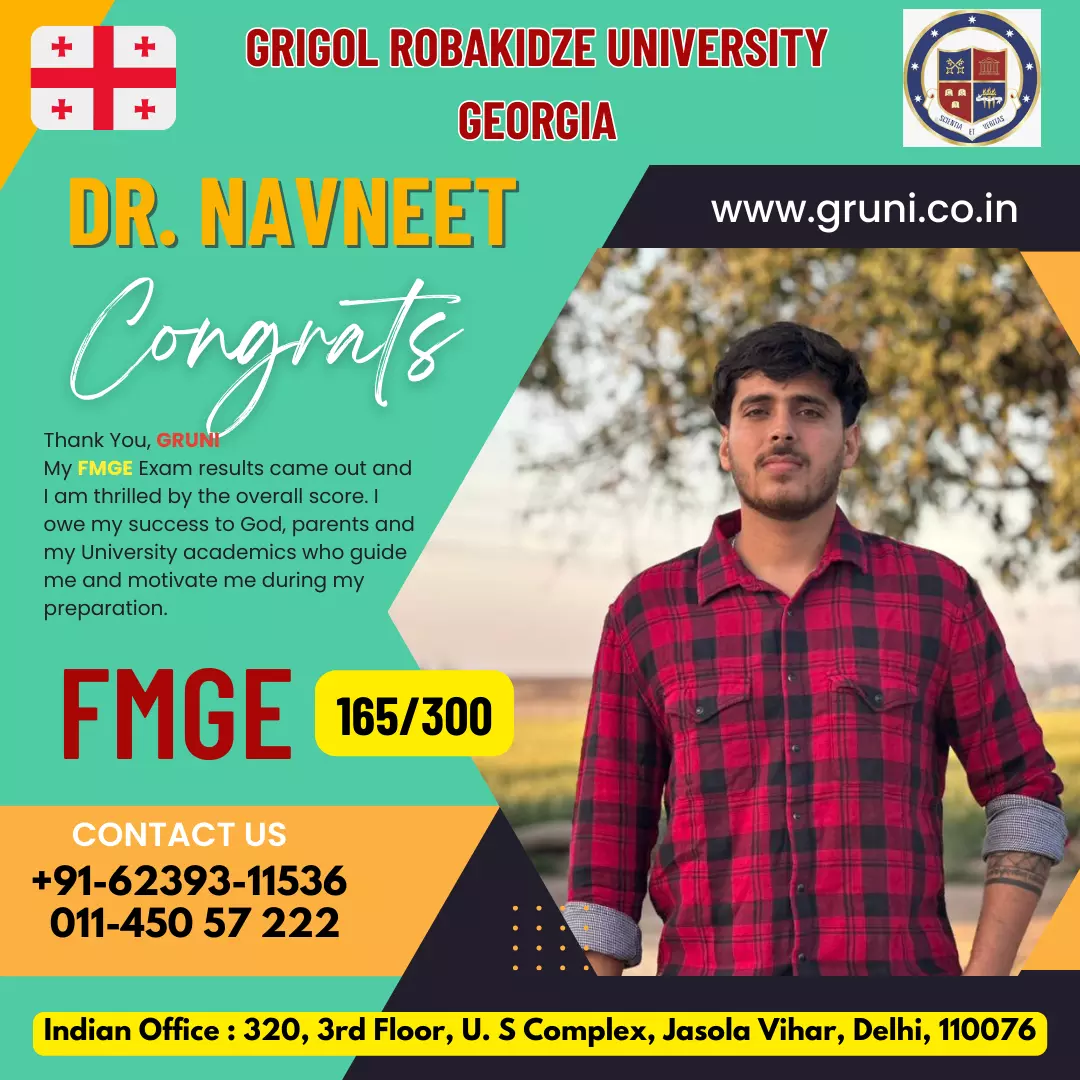 GRIGOL ROBAKIDZE UNIVERSITY
GEORGIA
SCIENTIA ET VERITAS
DR. NAVNEET
www.gruni.co.in
Congrats
Thank You, GRUNI
My FMGE Exam results came out and
I am thrilled by the overall score. I
owe my success to God, parents and
my University academics who guide
me and motivate me during my
preparation.
FMGE
165/300
CONTACT US
+91-62393-11536
011-450 57 222
Indian Office : 320, 3rd Floor, U. S Complex, Jasola Vihar, Delhi, 110076